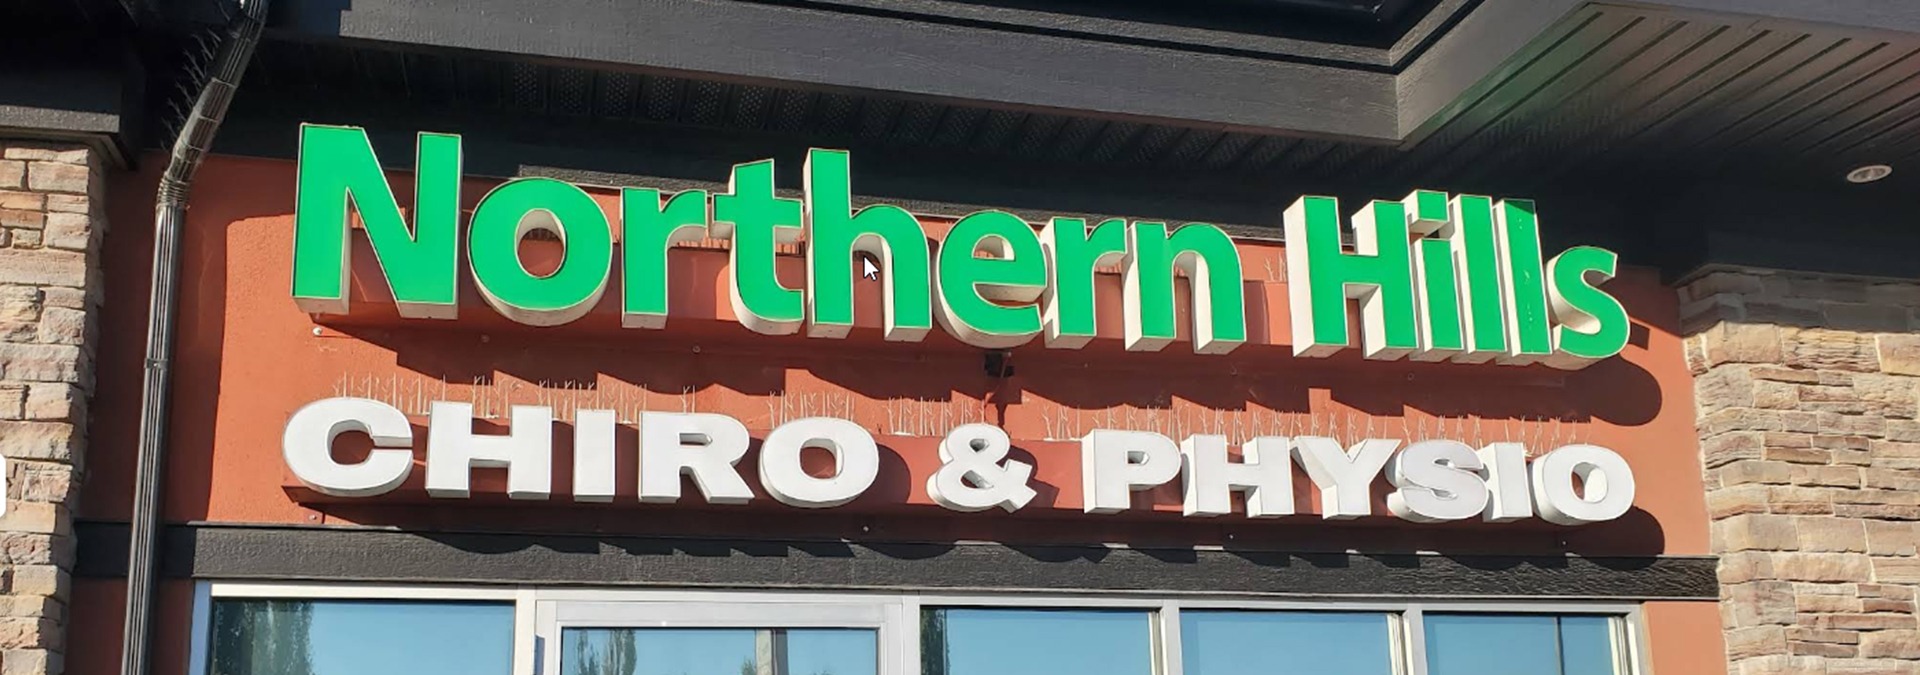 Northern Hills
CHIRO & PHYSIO